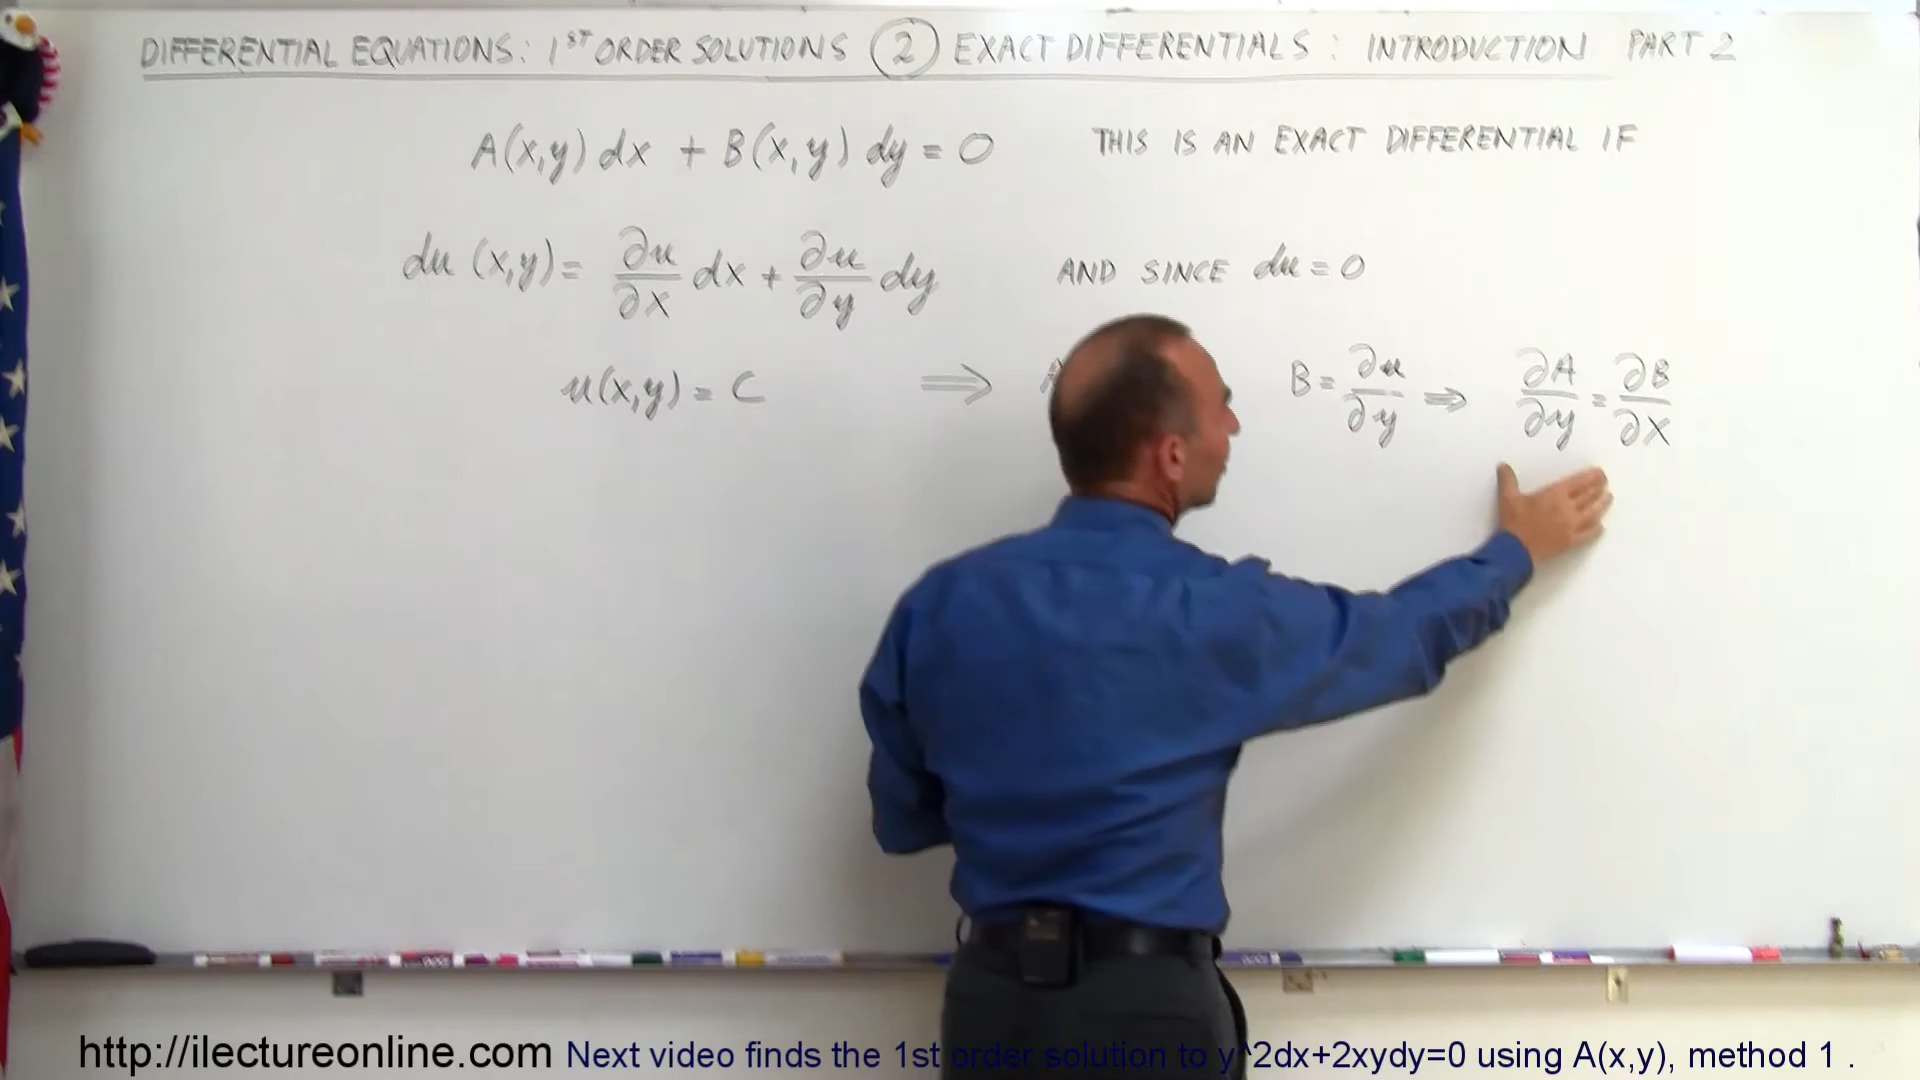 DIFFERENTIAL EQUATIONS: 1ST ORDER SOLUTIONS ② EXACT DIFFERENTIALS: INTRODUCTION PART 2
A(x,y) dx + B(x,y) dy = 0 THIS IS AN EXACT DIFFERENTIAL IF
du (x,y) = ∂u/∂x dx + ∂u/∂y dy AND SINCE du = 0
u(x,y) = C ⇒ B = ∂u/∂y ⇒ ∂A/∂y = ∂B/∂x
http://ilectureonline.com Next video finds the 1st order solution to y^2dx+2xydy=0 using A(x,y), method 1 .